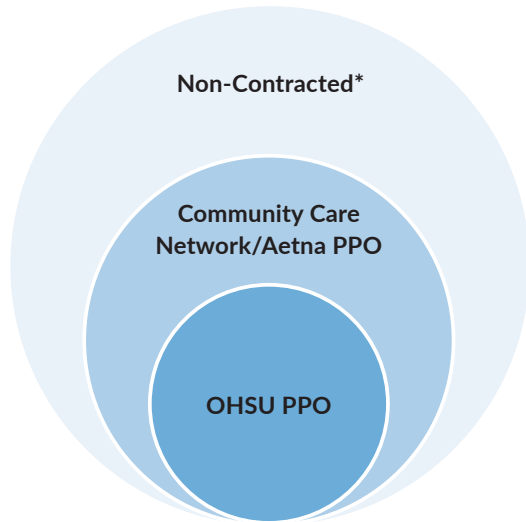 Non-Contracted*
Community Care
Network/Aetna PPO
OHSU PPO